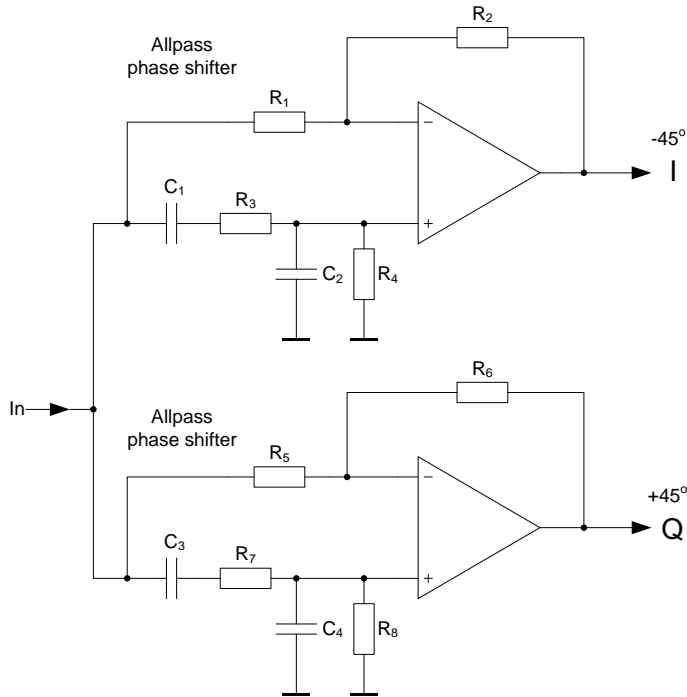 R₂
Allpass
phase shifter
R₁
-45°
I
−
C₁
R₃
+
C₂
R₄
R₆
In
Allpass
phase shifter
R₅
+45°
Q
−
C₃
R₇
+
C₄
R₈